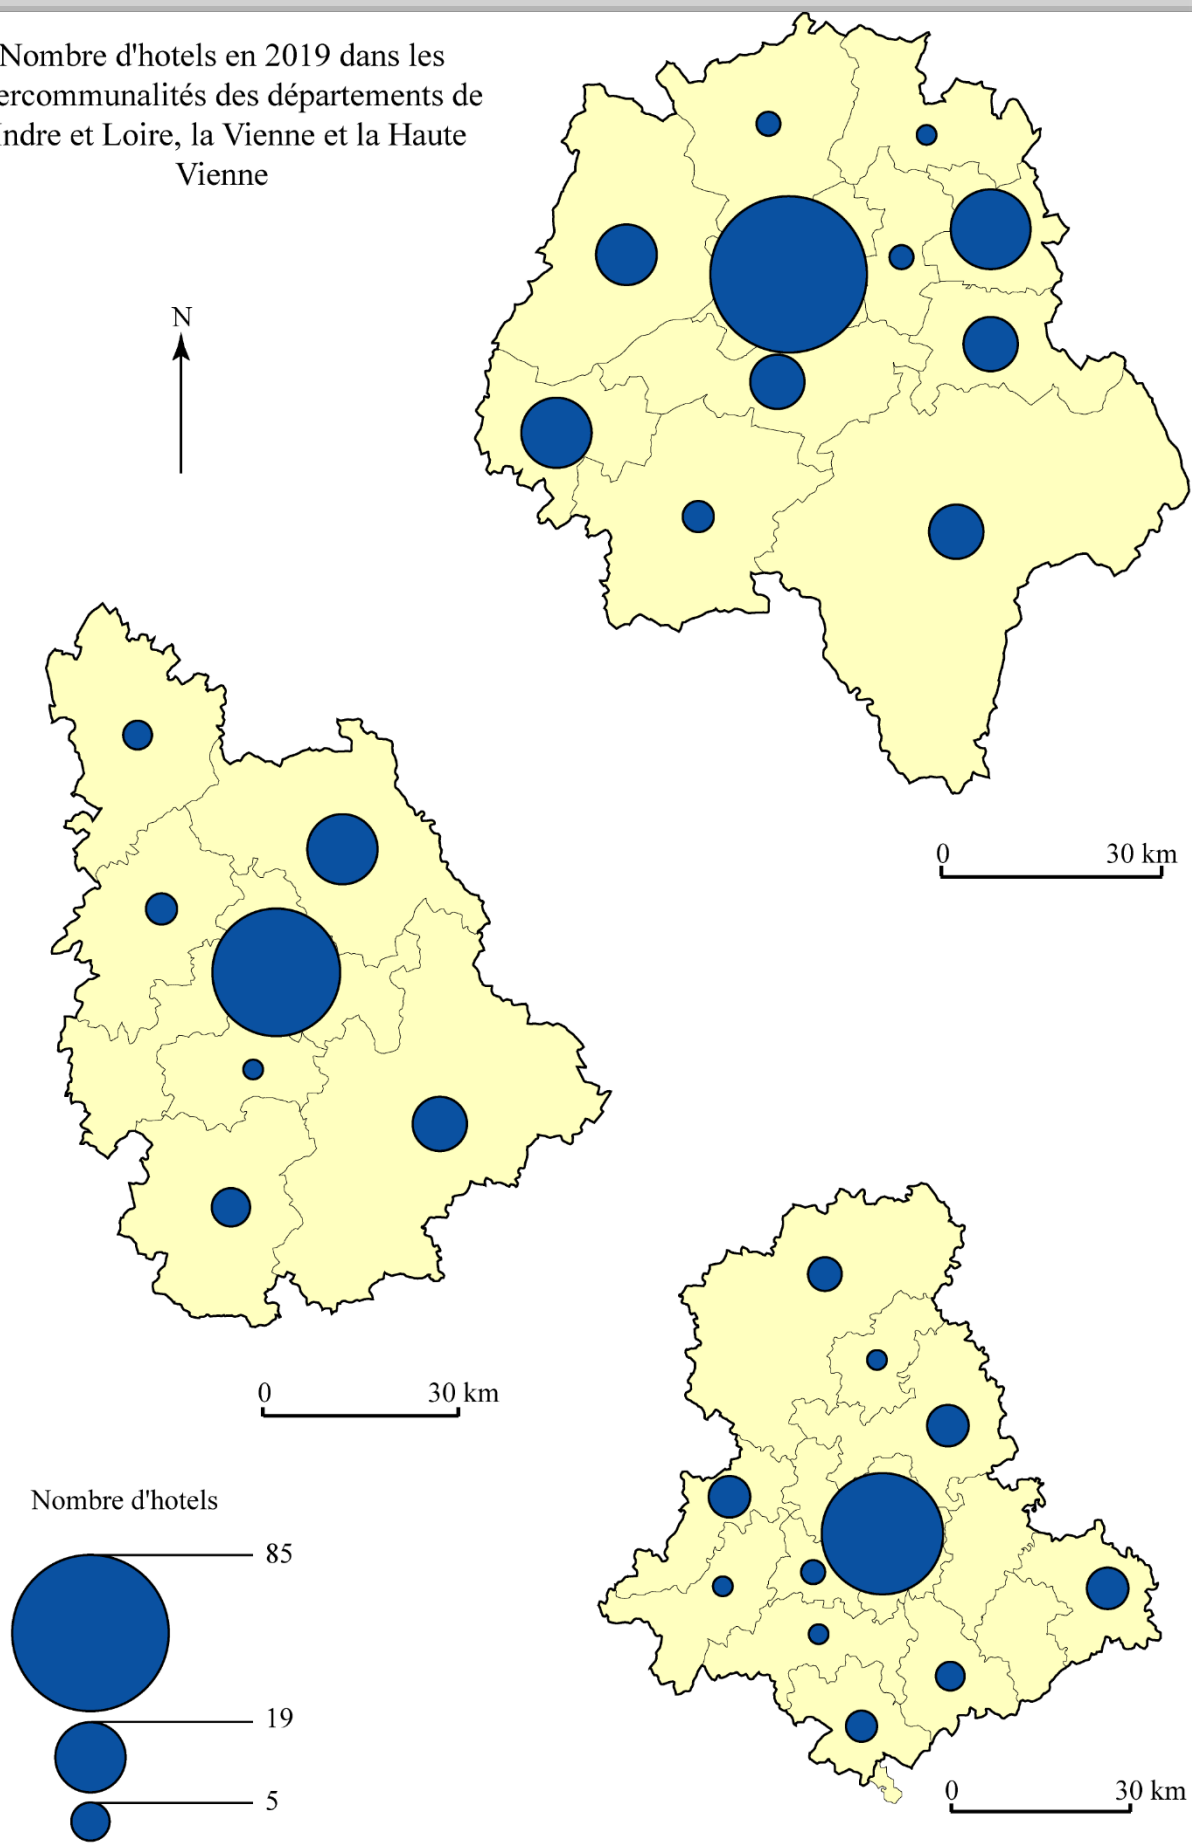 Nombre d'hotels en 2019 dans les
ercommunalités des départements de
ndre et Loire, la Vienne et la Haute
Vienne
N
0 30 km
0 30 km
Nombre d'hotels
85
19
5
0 30 km